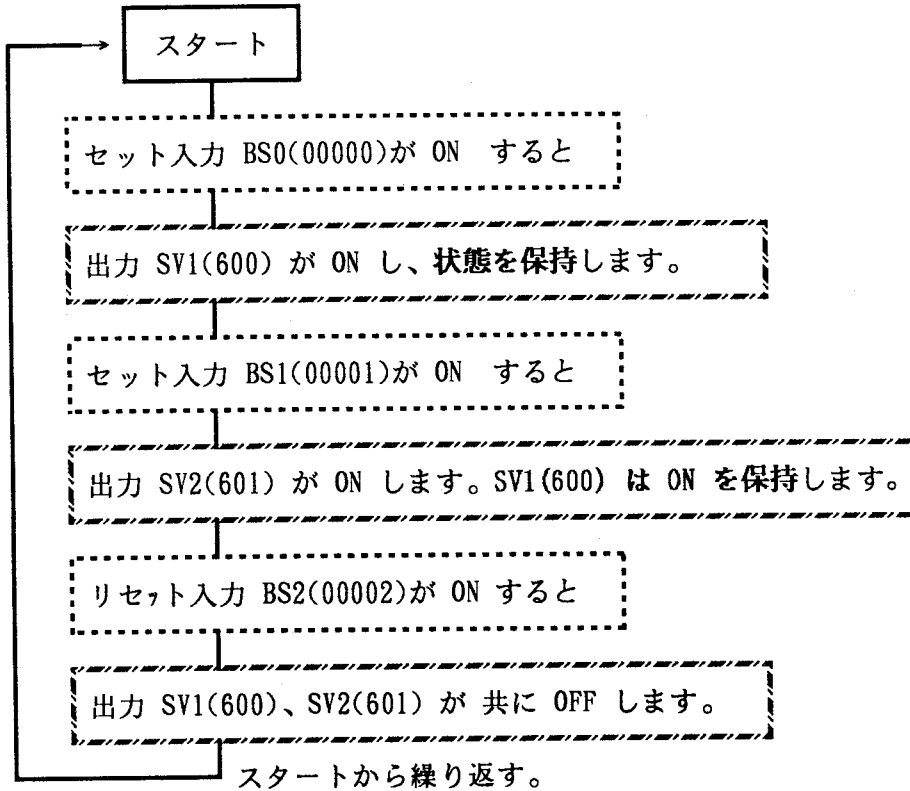 スタート
セット入力 BS0(00000)が ON すると
出力 SV1(600) が ON し、状態を保持します。
セット入力 BS1(00001)が ON すると
出力 SV2(601) が ON します。SV1(600) は ON を保持します。
リセット入力 BS2(00002)が ON すると
出力 SV1(600)、SV2(601) が 共に OFF します。
スタートから繰り返す。